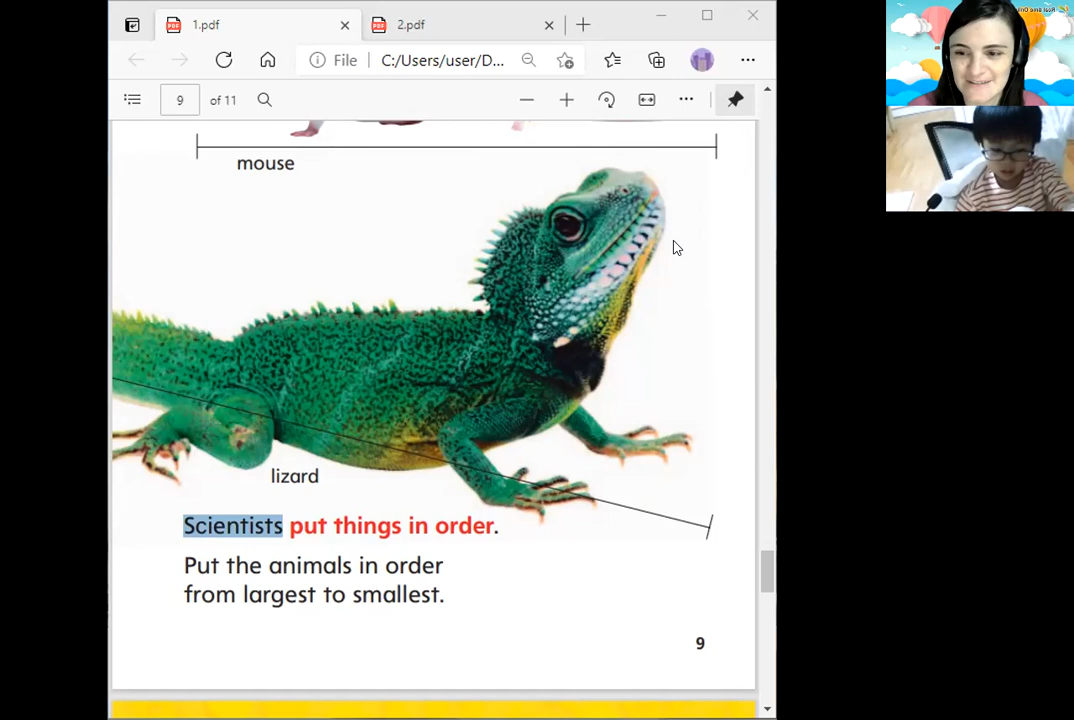 1.pdf
2.pdf
File
C:/Users/user/D...
9
of 11
mouse
lizard
Scientists put things in order.
Put the animals in order
from largest to smallest.
9